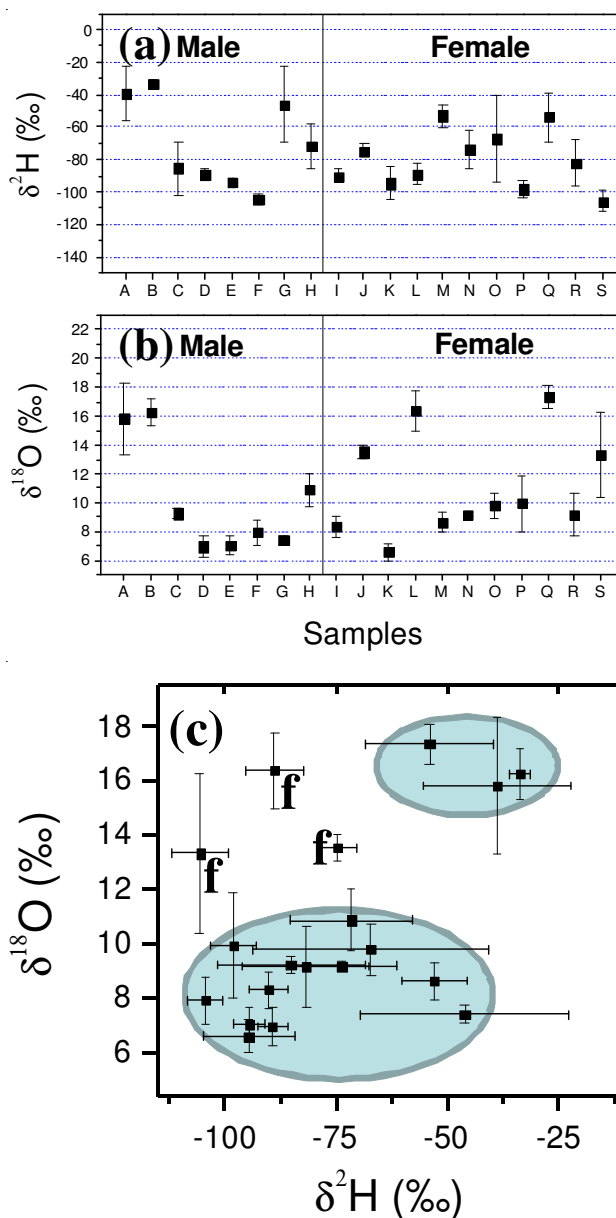 (a) Male Female
0
-20
-40
-60
-80
-100
-120
-140
δ²H (‰)
A B C D E F G H I J K L M N O P Q R S
(b) Male Female
22
20
18
16
14
12
10
8
6
δ¹⁸O (‰)
A B C D E F G H I J K L M N O P Q R S
Samples
(c)
18
16
14
12
10
8
6
δ¹⁸O (‰)
f
f
f
-100 -75 -50 -25
δ²H (‰)